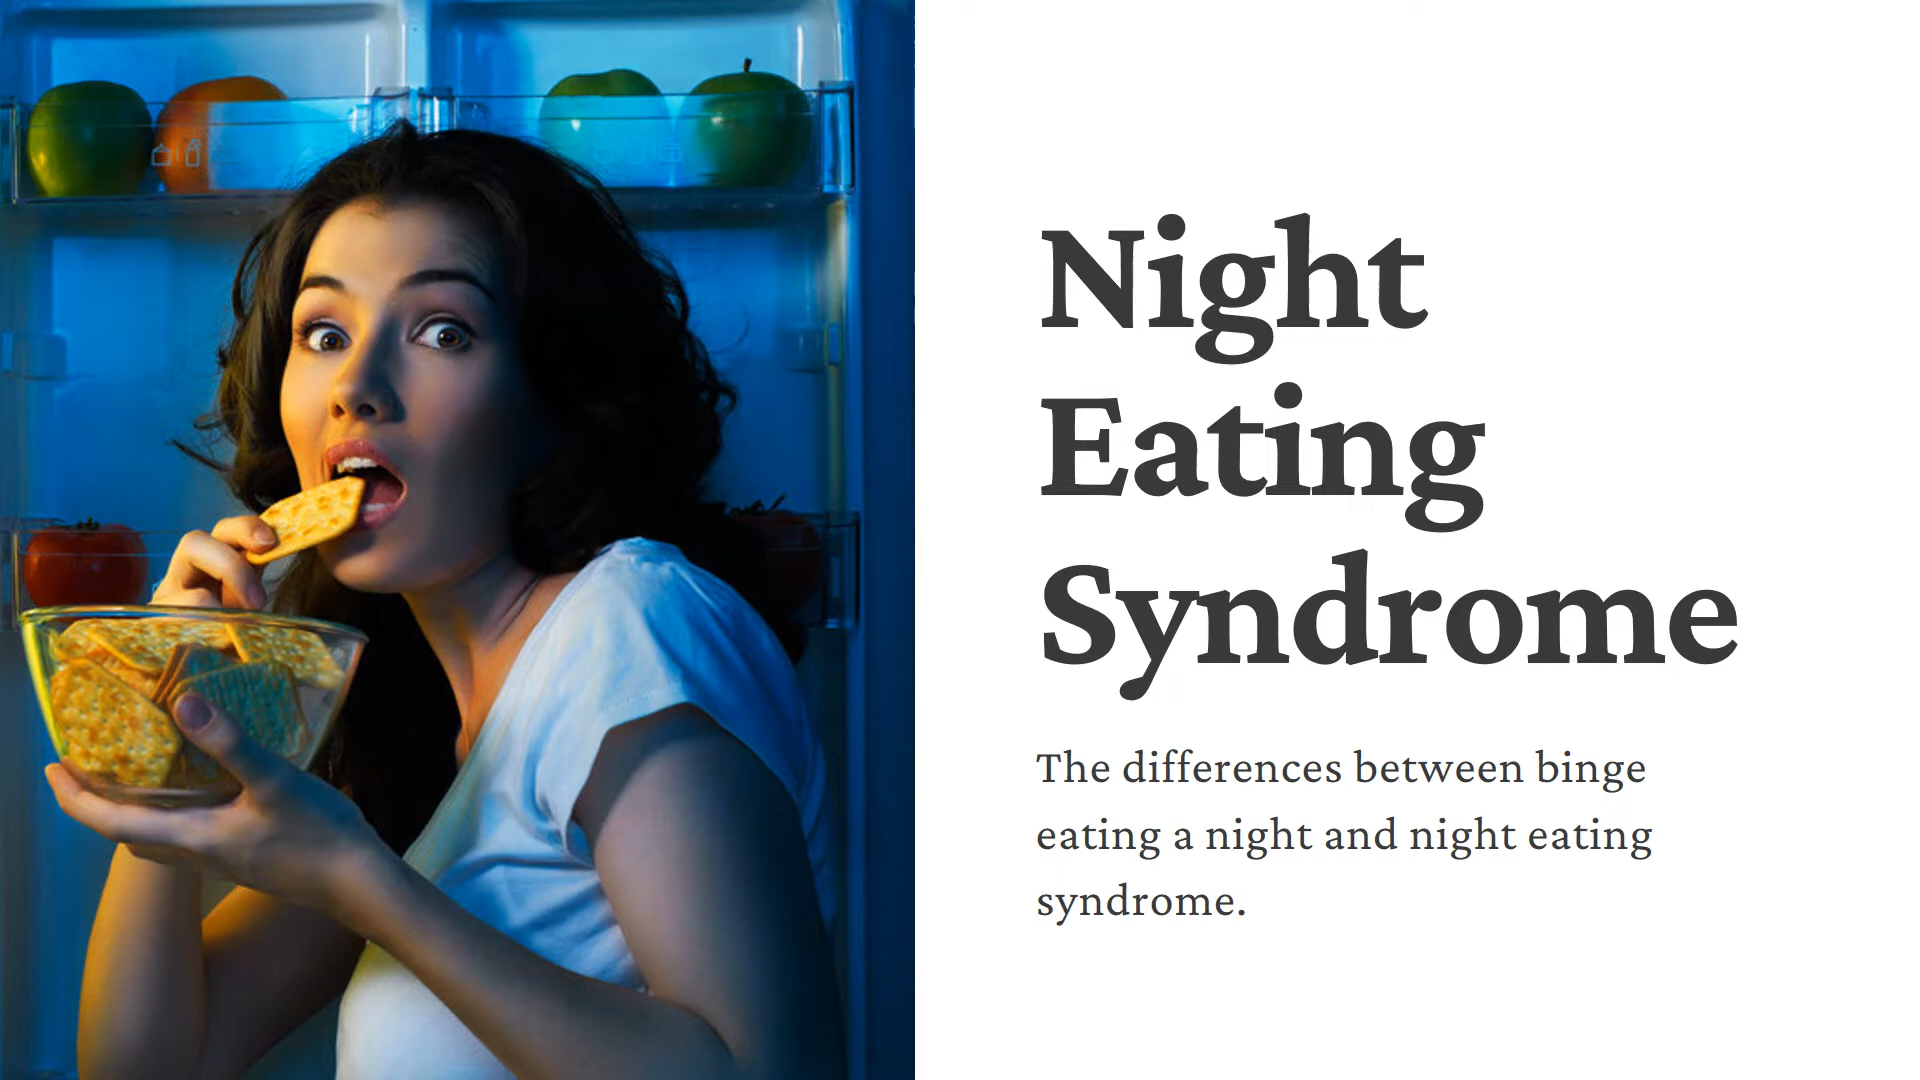 Night
Eating
Syndrome
The differences between binge
eating a night and night eating
syndrome.